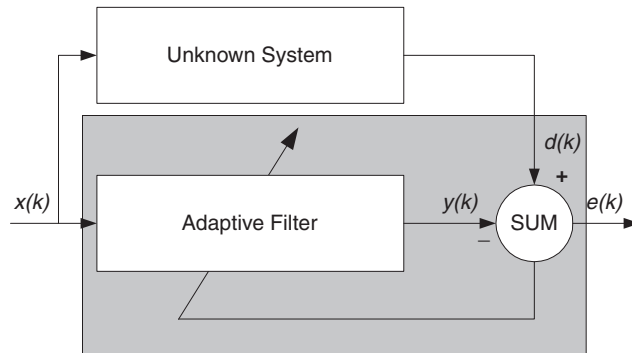 Unknown System
d(k)
+
x(k)
Adaptive Filter
y(k)
–
SUM
e(k)